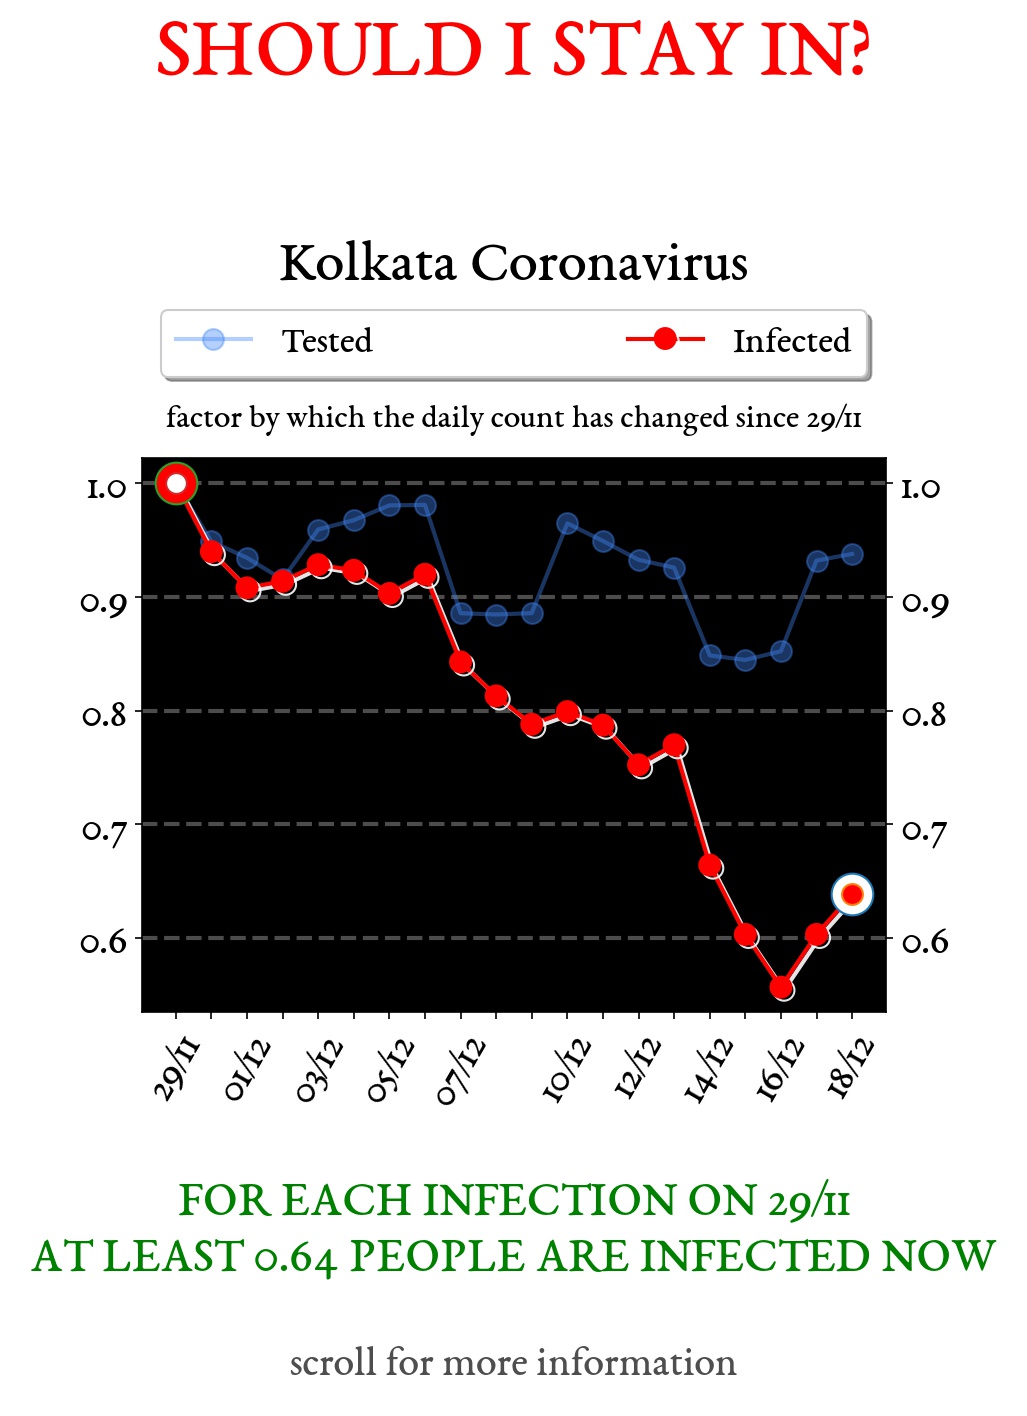 SHOULD I STAY IN?
Kolkata Coronavirus
Tested Infected
factor by which the daily count has changed since 29/11
1.0 1.0
0.9 0.9
0.8 0.8
0.7 0.7
0.6 0.6
29/11 01/12 03/12 05/12 07/12 10/12 12/12 14/12 16/12 18/12
FOR EACH INFECTION ON 29/11
AT LEAST 0.64 PEOPLE ARE INFECTED NOW
scroll for more information